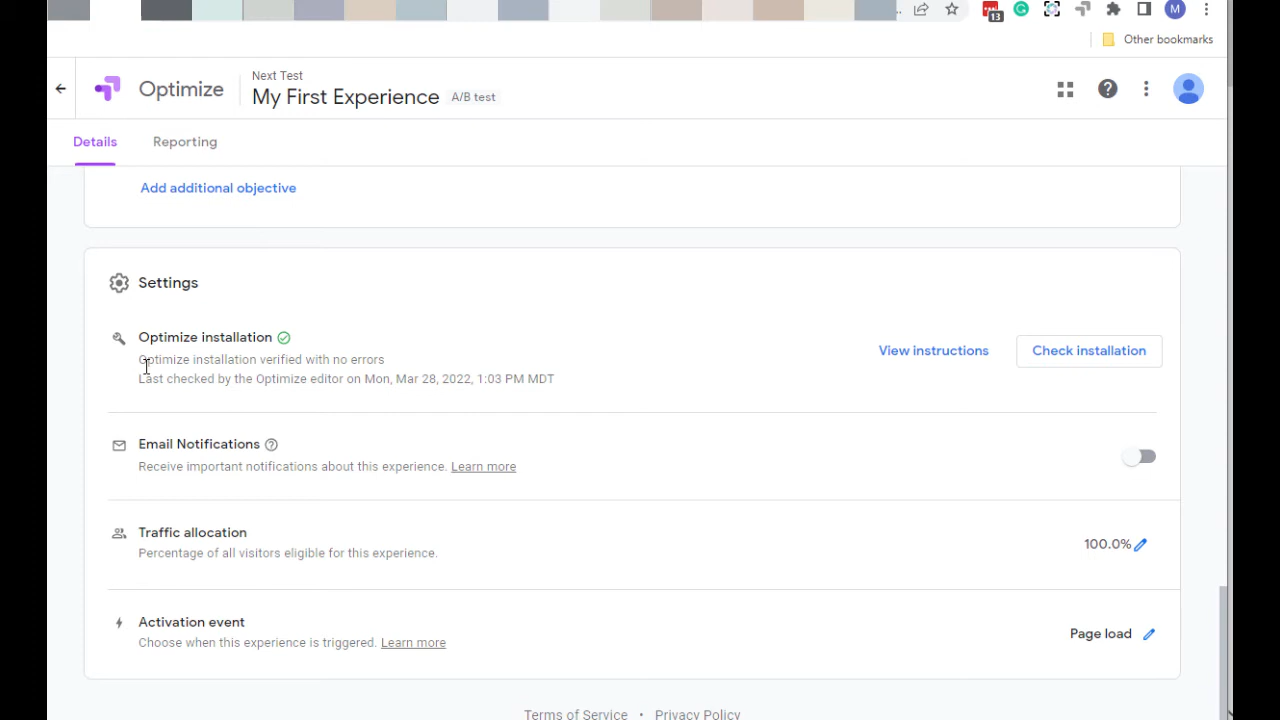 13
M
Other bookmarks
Optimize
Next Test
My First Experience A/B test
Details Reporting
Add additional objective
Settings
Optimize installation
Optimize installation verified with no errors
Last checked by the Optimize editor on Mon, Mar 28, 2022, 1:03 PM MDT
View instructions Check installation
Email Notifications
Receive important notifications about this experience. Learn more
Traffic allocation
Percentage of all visitors eligible for this experience.
100.0%
Activation event
Choose when this experience is triggered. Learn more
Page load
Terms of Service • Privacy Policy